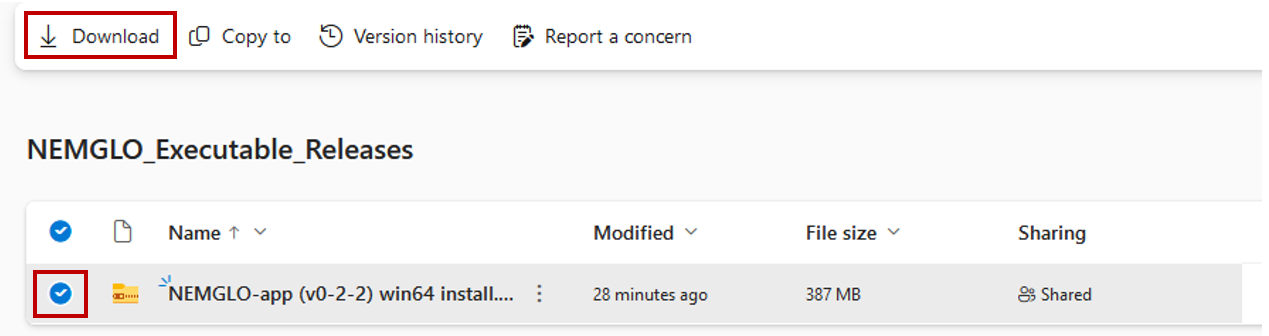 Download Copy to Version history Report a concern
NEMGLO_Executable_Releases
Name Modified File size Sharing
NEMGLO-app (v0-2-2) win64 install.... 28 minutes ago 387 MB Shared